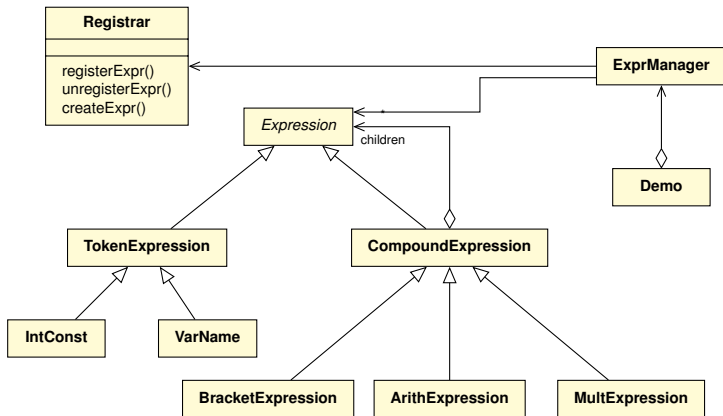 Registrar
registerExpr()
unregisterExpr()
createExpr()
ExprManager
*
Expression
children
Demo
TokenExpression
CompoundExpression
IntConst
VarName
BracketExpression
ArithExpression
MultExpression